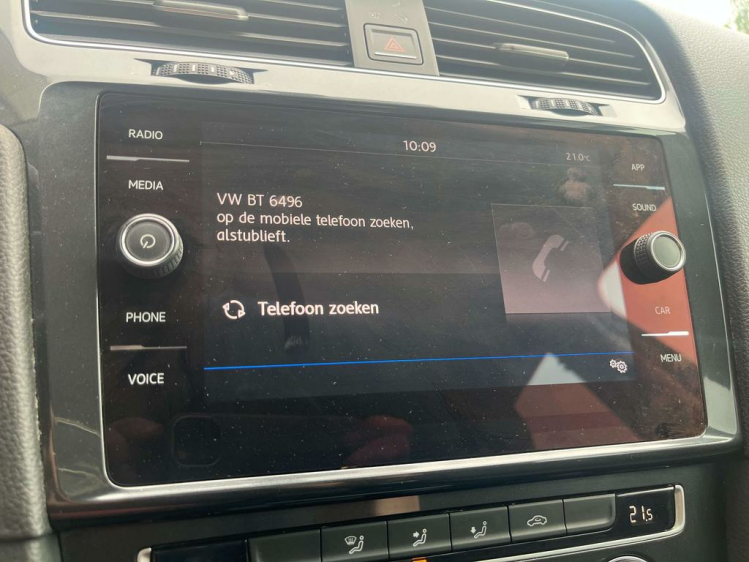 RADIO
MEDIA
PHONE
VOICE
10:09
21.0°C
VW BT 6496
op de mobiele telefoon zoeken,
alstublieft.
Telefoon zoeken
APP
SOUND
CAR
MENU
21,5